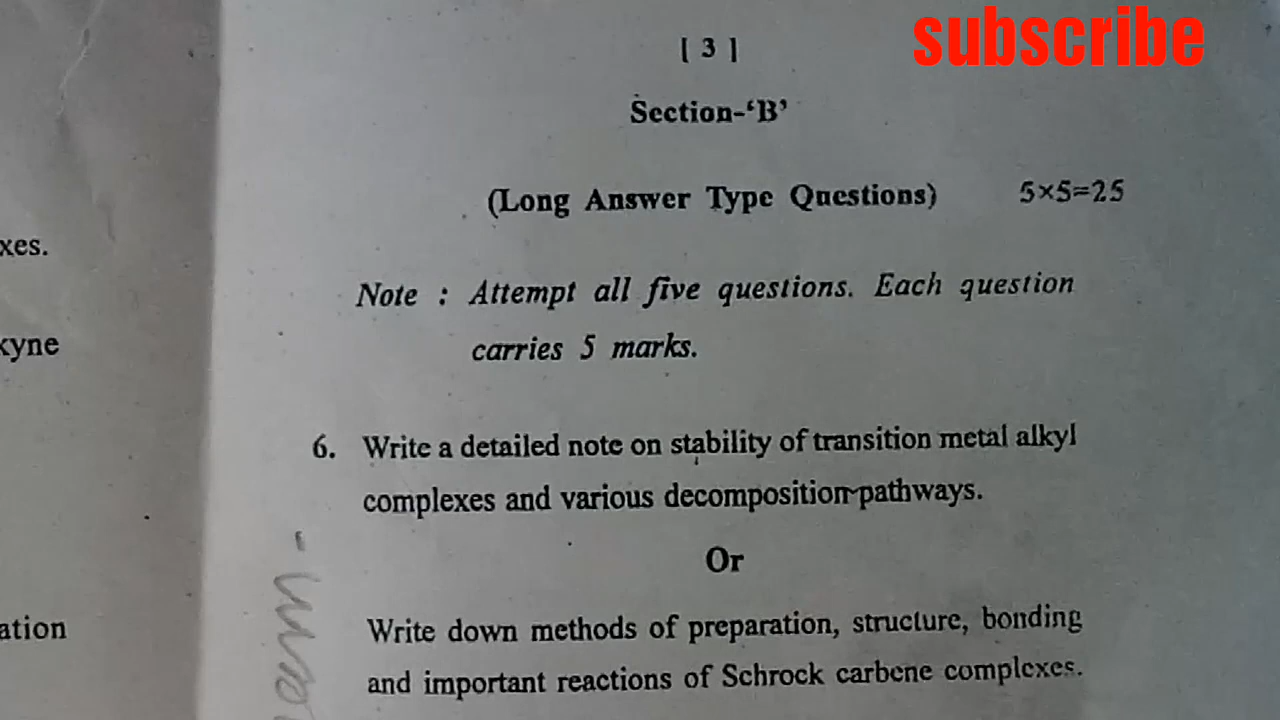 subscribe
[ 3 ]
Section-‘B’
(Long Answer Type Questions) 5×5=25
xes.
Note : Attempt all five questions. Each question
kyne
carries 5 marks.
6. Write a detailed note on stability of transition metal alkyl
complexes and various decomposition pathways.
Or
ation
Write down methods of preparation, structure, bonding
and important reactions of Schrock carbene complexes.